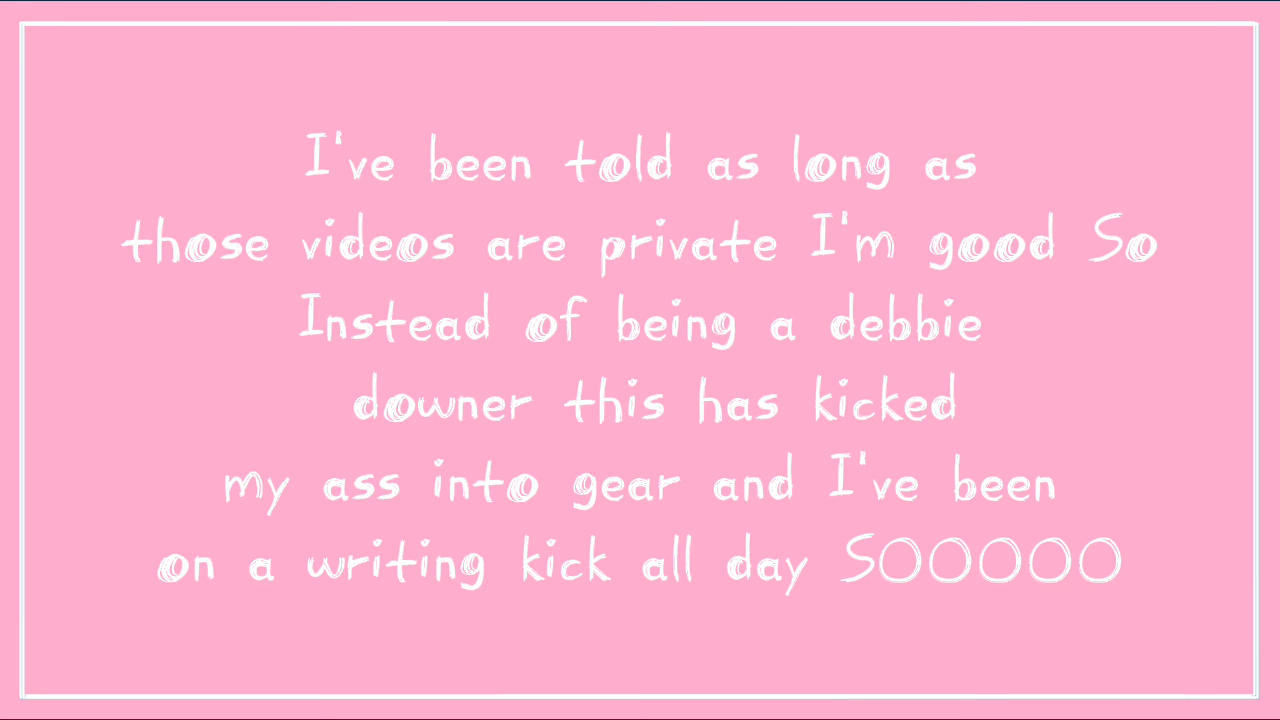 I've been told as long as
those videos are private I'm good So
Instead of being a debbie
downer this has kicked
my ass into gear and I've been
on a writing kick all day SOOOOO